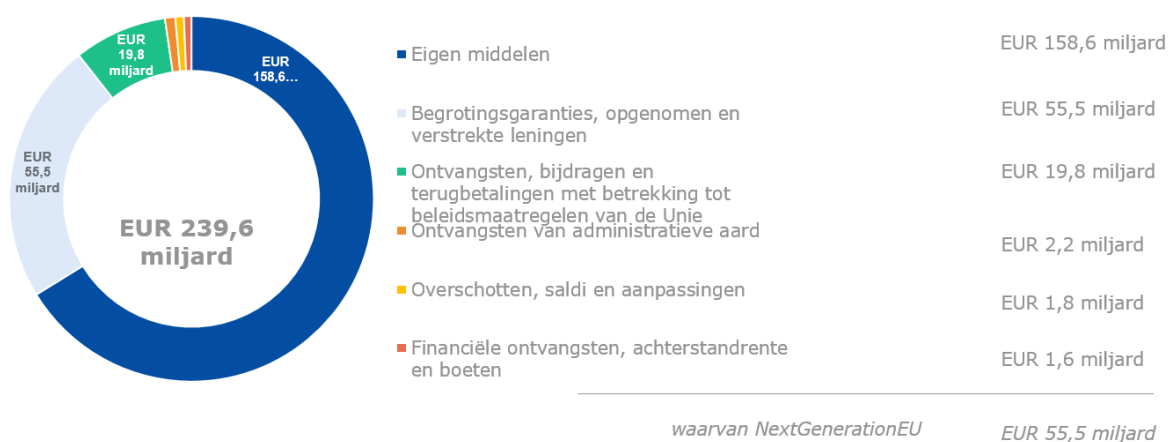 EUR
19,8
miljard
EUR
158,6...
EUR
55,5
miljard
EUR 239,6
miljard
Eigen middelen
EUR 158,6 miljard
Begrotingsgaranties, opgenomen en
verstrekte leningen
EUR 55,5 miljard
Ontvangsten, bijdragen en
terugbetalingen met betrekking tot
beleidsmaatregelen van de Unie
EUR 19,8 miljard
Ontvangsten van administratieve aard
EUR 2,2 miljard
Overschotten, saldi en aanpassingen
EUR 1,8 miljard
Financiële ontvangsten, achterstandrente
en boeten
EUR 1,6 miljard
waarvan NextGenerationEU
EUR 55,5 miljard